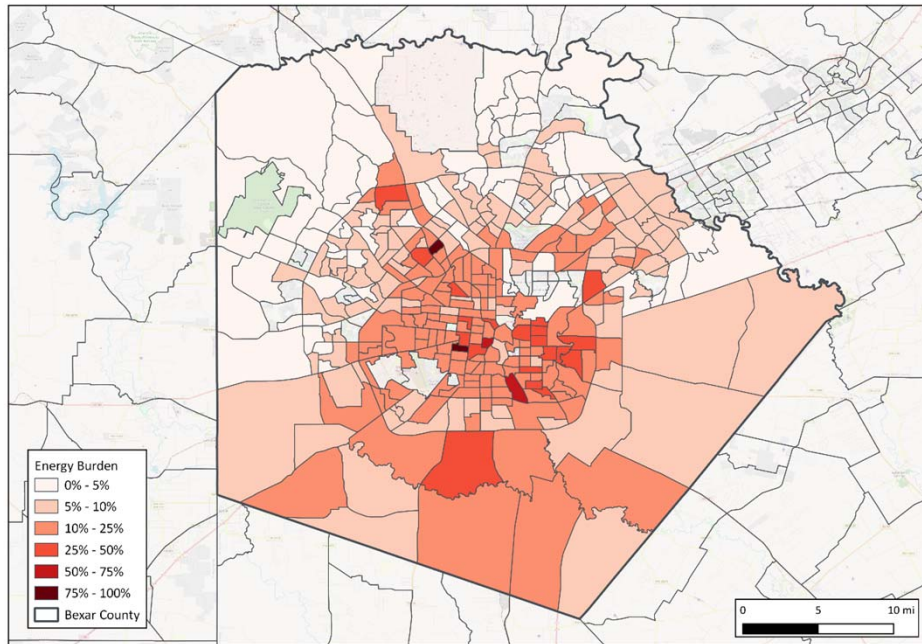 Energy Burden
0% - 5%
5% - 10%
10% - 25%
25% - 50%
50% - 75%
75% - 100%
Bexar County
0 5 10 mi